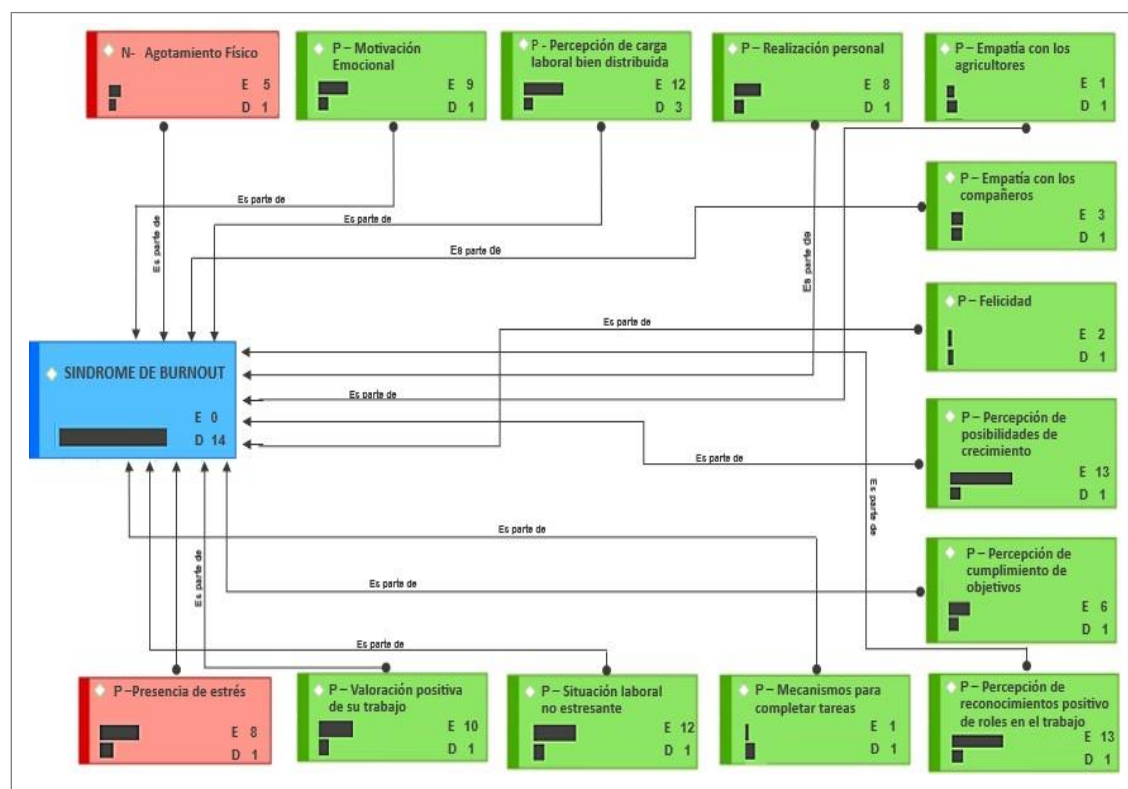 N- Agotamiento Físico
E 5
D 1
P – Motivación
Emocional
E 9
D 1
P - Percepción de carga
laboral bien distribuida
E 12
D 3
P – Realización personal
E 8
D 1
P – Empatía con los
agricultores
E 1
D 1
P – Empatía con los
compañeros
E 3
D 1
Es parte de
Es parte de
Es parte de
Es parte de
Es parte de
P – Felicidad
E 2
D 1
Es parte de
SINDROME DE BURNOUT
E 0
D 14
Es parte de
P – Percepción de
posibilidades de
crecimiento
E 13
D 1
Es parte de
Es parte de
Es parte de
P – Percepción de
cumplimiento de
objetivos
E 6
D 1
Es parte de
Es parte de
Es parte de
P –Presencia de estrés
E 8
D 1
P – Valoración positiva
de su trabajo
E 10
D 1
P – Situación laboral
no estresante
E 12
D 1
P – Mecanismos para
completar tareas
E 1
D 1
P – Percepción de
reconocimientos positivo
de roles en el trabajo
E 13
D 1